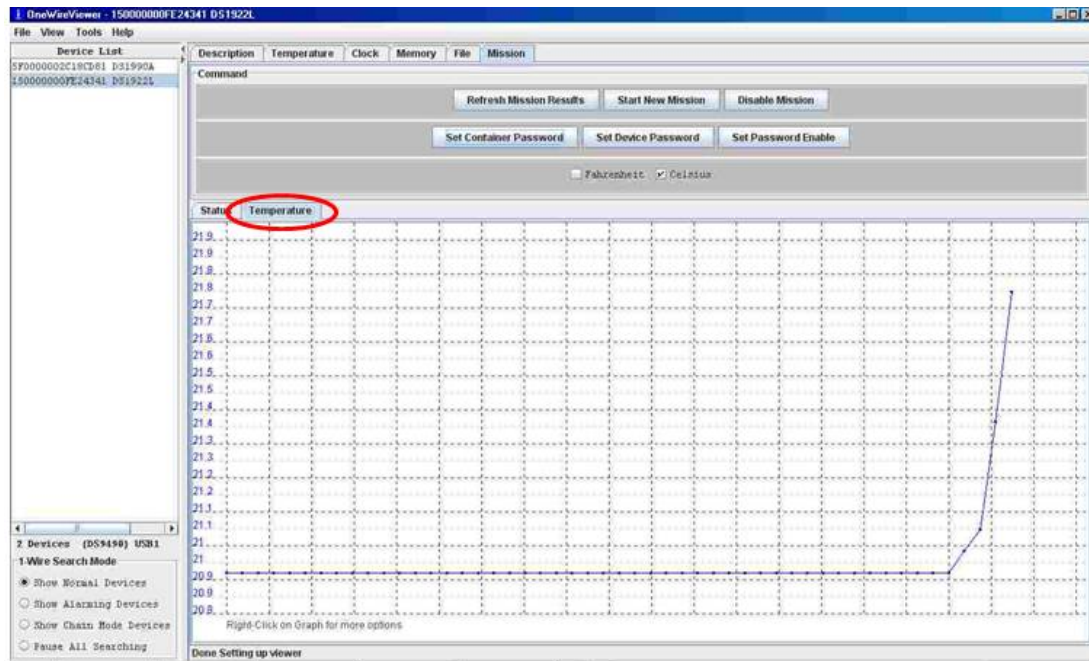 OneWireViewer - 150000000FE24341 DS1922L
File View Tools Help
Device List
5F0000002C18CD81 DS1990A
150000000FE24341 DS1922L
Description Temperature Clock Memory File Mission
Command
Refresh Mission Results Start New Mission Disable Mission
Set Container Password Set Device Password Set Password Enable
Fahrenheit Celsius
Status Temperature
21.9
21.9
21.8
21.8
21.7
21.7
21.6
21.6
21.5
21.5
21.4
21.4
21.3
21.3
21.2
21.2
21.1
21.1
21
21
20.9
20.9
20.8
Right-Click on Graph for more options
2 Devices (DS9490) USB1
1-Wire Search Mode
Show Normal Devices
Show Alarming Devices
Show Chain Mode Devices
Pause All Searching
Done Setting up viewer